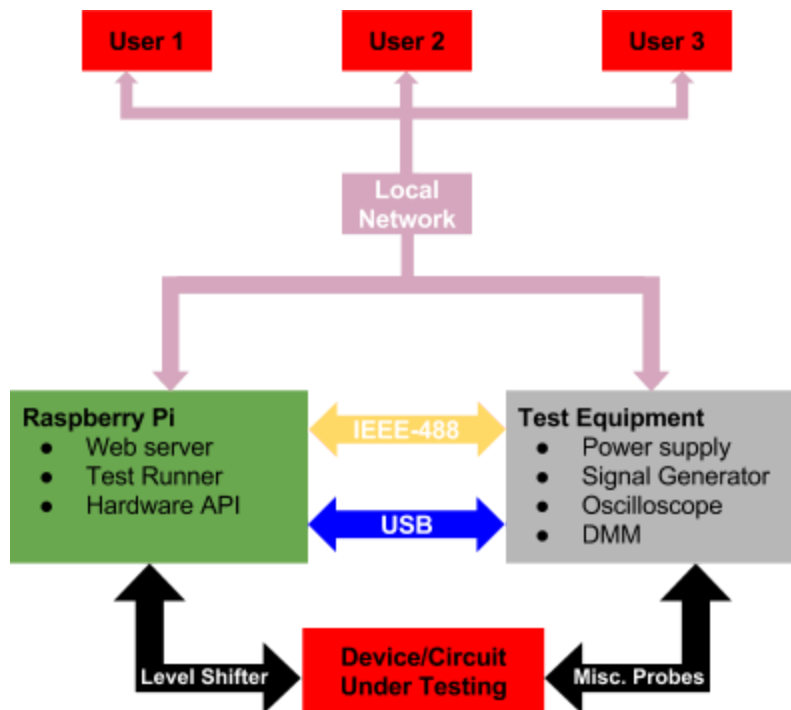 User 1
User 2
User 3
Local
Network
Raspberry Pi
● Web server
● Test Runner
● Hardware API
IEEE-488
USB
Test Equipment
● Power supply
● Signal Generator
● Oscilloscope
● DMM
Level Shifter
Device/Circuit
Under Testing
Misc. Probes